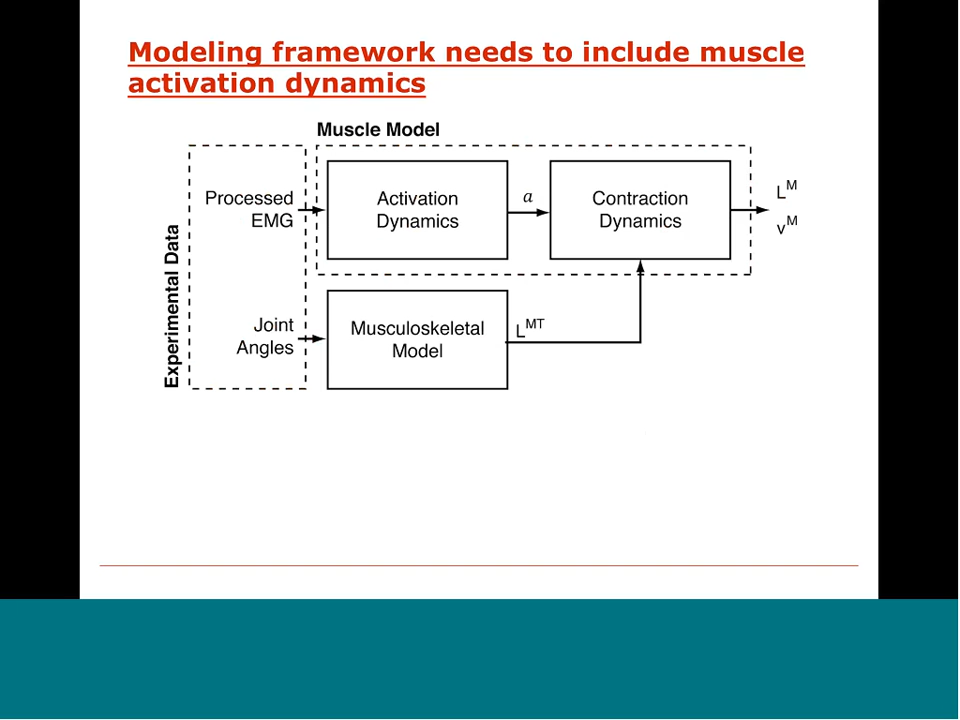 Modeling framework needs to include muscle
activation dynamics
Muscle Model
Experimental Data
Processed
EMG
Activation
Dynamics
a
Contraction
Dynamics
L^M
v^M
Joint
Angles
Musculoskeletal
Model
L^MT